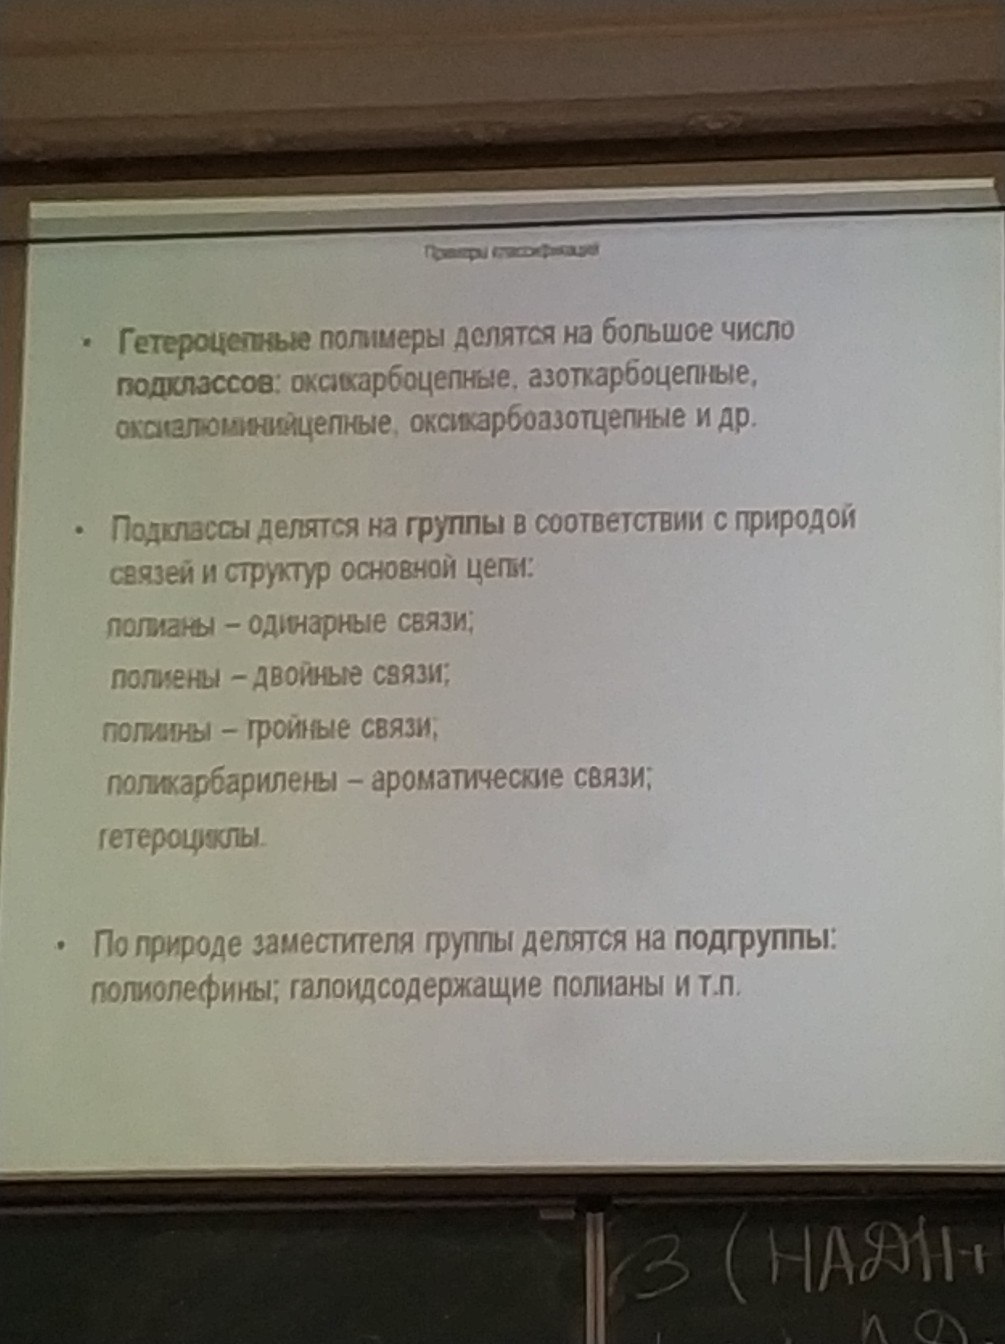 Примеры классификаций
• Гетероцепные полимеры делятся на большое число
подклассов: оксикарбоцепные, азоткарбоцепные,
оксиалюминийцепные, оксикарбоазотцепные и др.
• Подклассы делятся на группы в соответствии с природой
связей и структур основной цепи:
полианы – одинарные связи;
полиены – двойные связи;
полиины – тройные связи;
поликарбарилены – ароматические связи;
гетероциклы.
• По природе заместителя группы делятся на подгруппы:
полиолефины; галоидсодержащие полианы и т.п.
3 (НАДН+